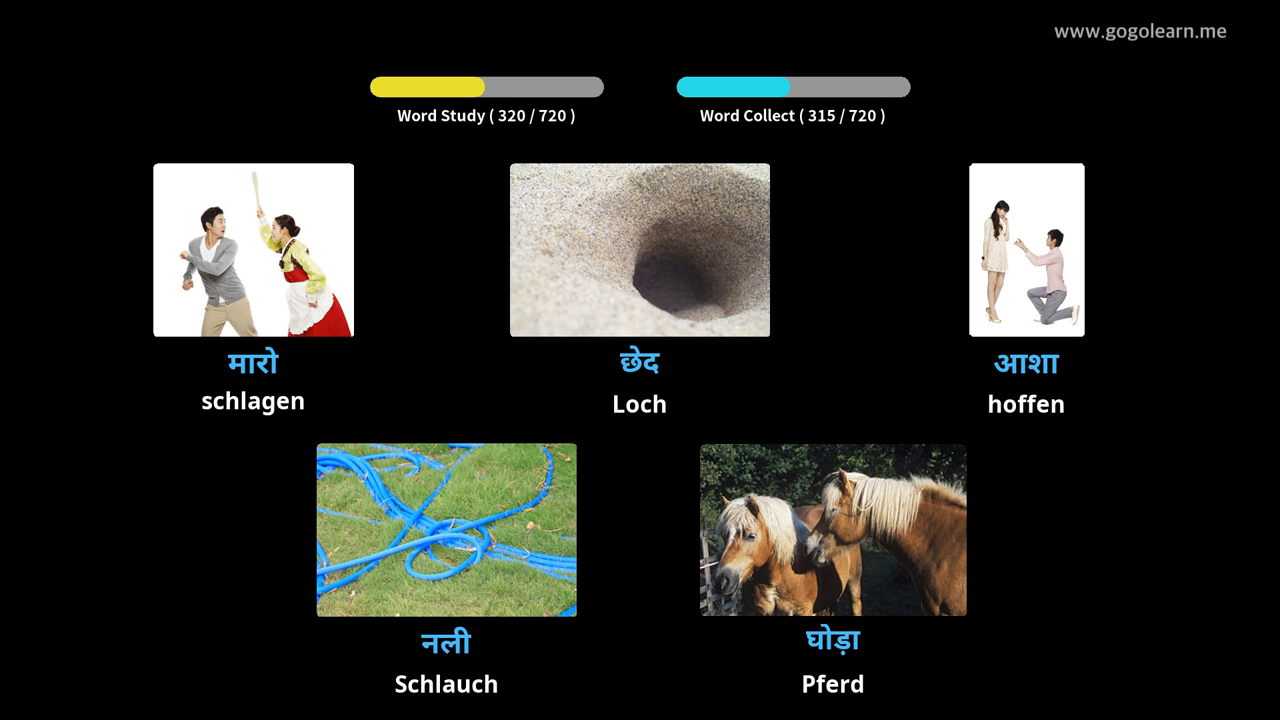 www.gogolearn.me
Word Study ( 320 / 720 )
Word Collect ( 315 / 720 )
मारो
schlagen
छेद
Loch
आशा
hoffen
नली
Schlauch
घोड़ा
Pferd